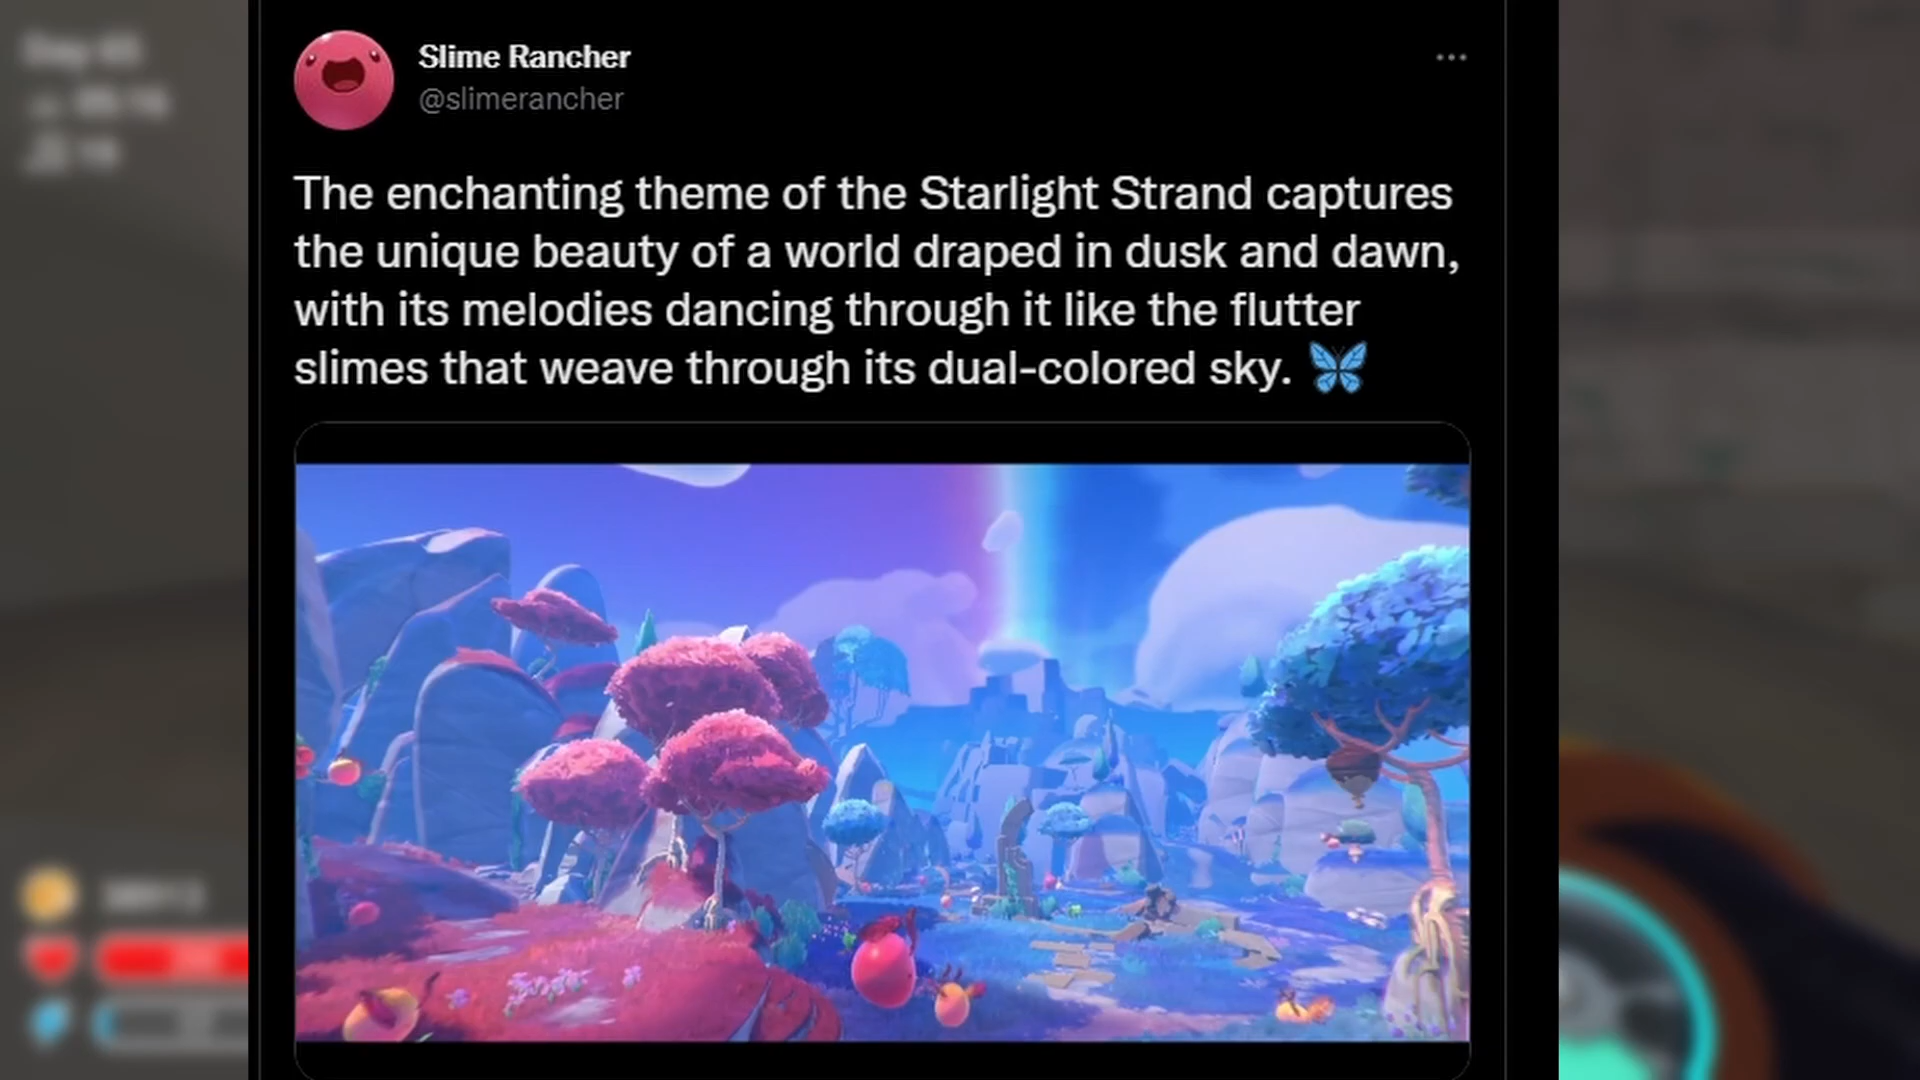 Slime Rancher
@slimerancher
The enchanting theme of the Starlight Strand captures
the unique beauty of a world draped in dusk and dawn,
with its melodies dancing through it like the flutter
slimes that weave through its dual-colored sky. 🦋